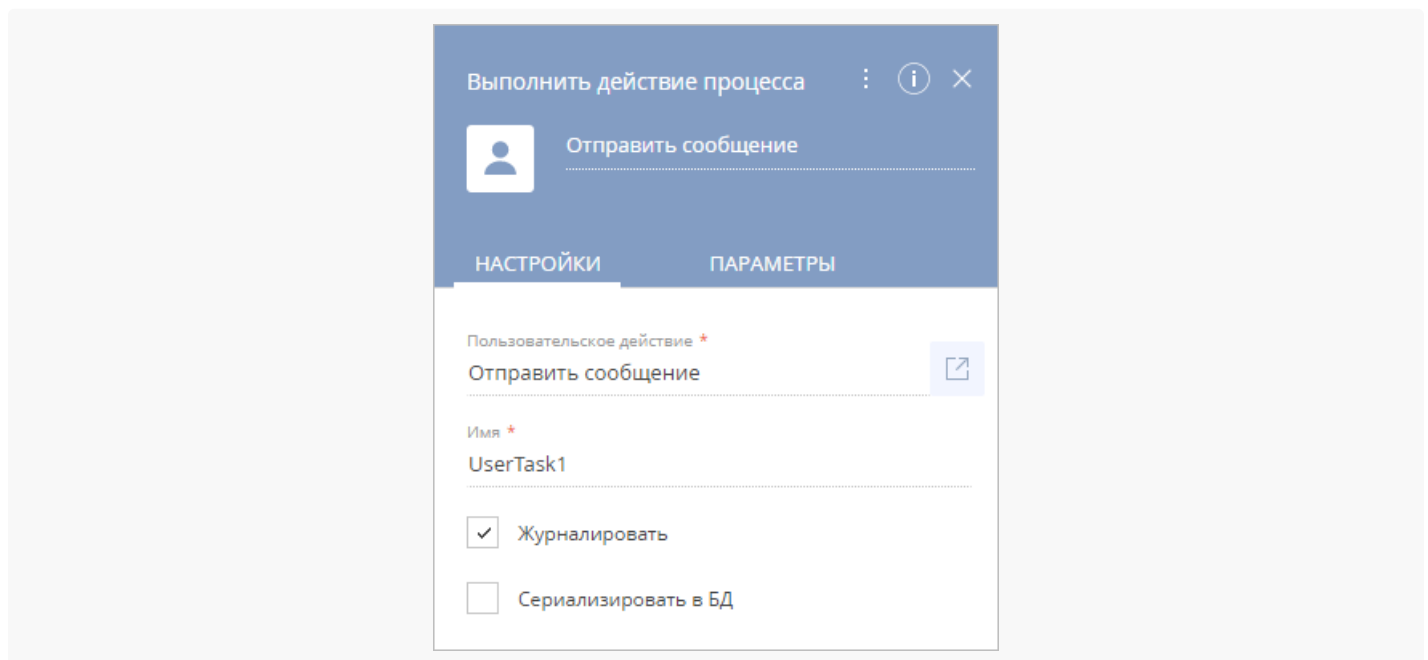 Выполнить действие процесса
Отправить сообщение
НАСТРОЙКИ ПАРАМЕТРЫ
Пользовательское действие *
Отправить сообщение
Имя *
UserTask1
Журналировать
Сериализировать в БД